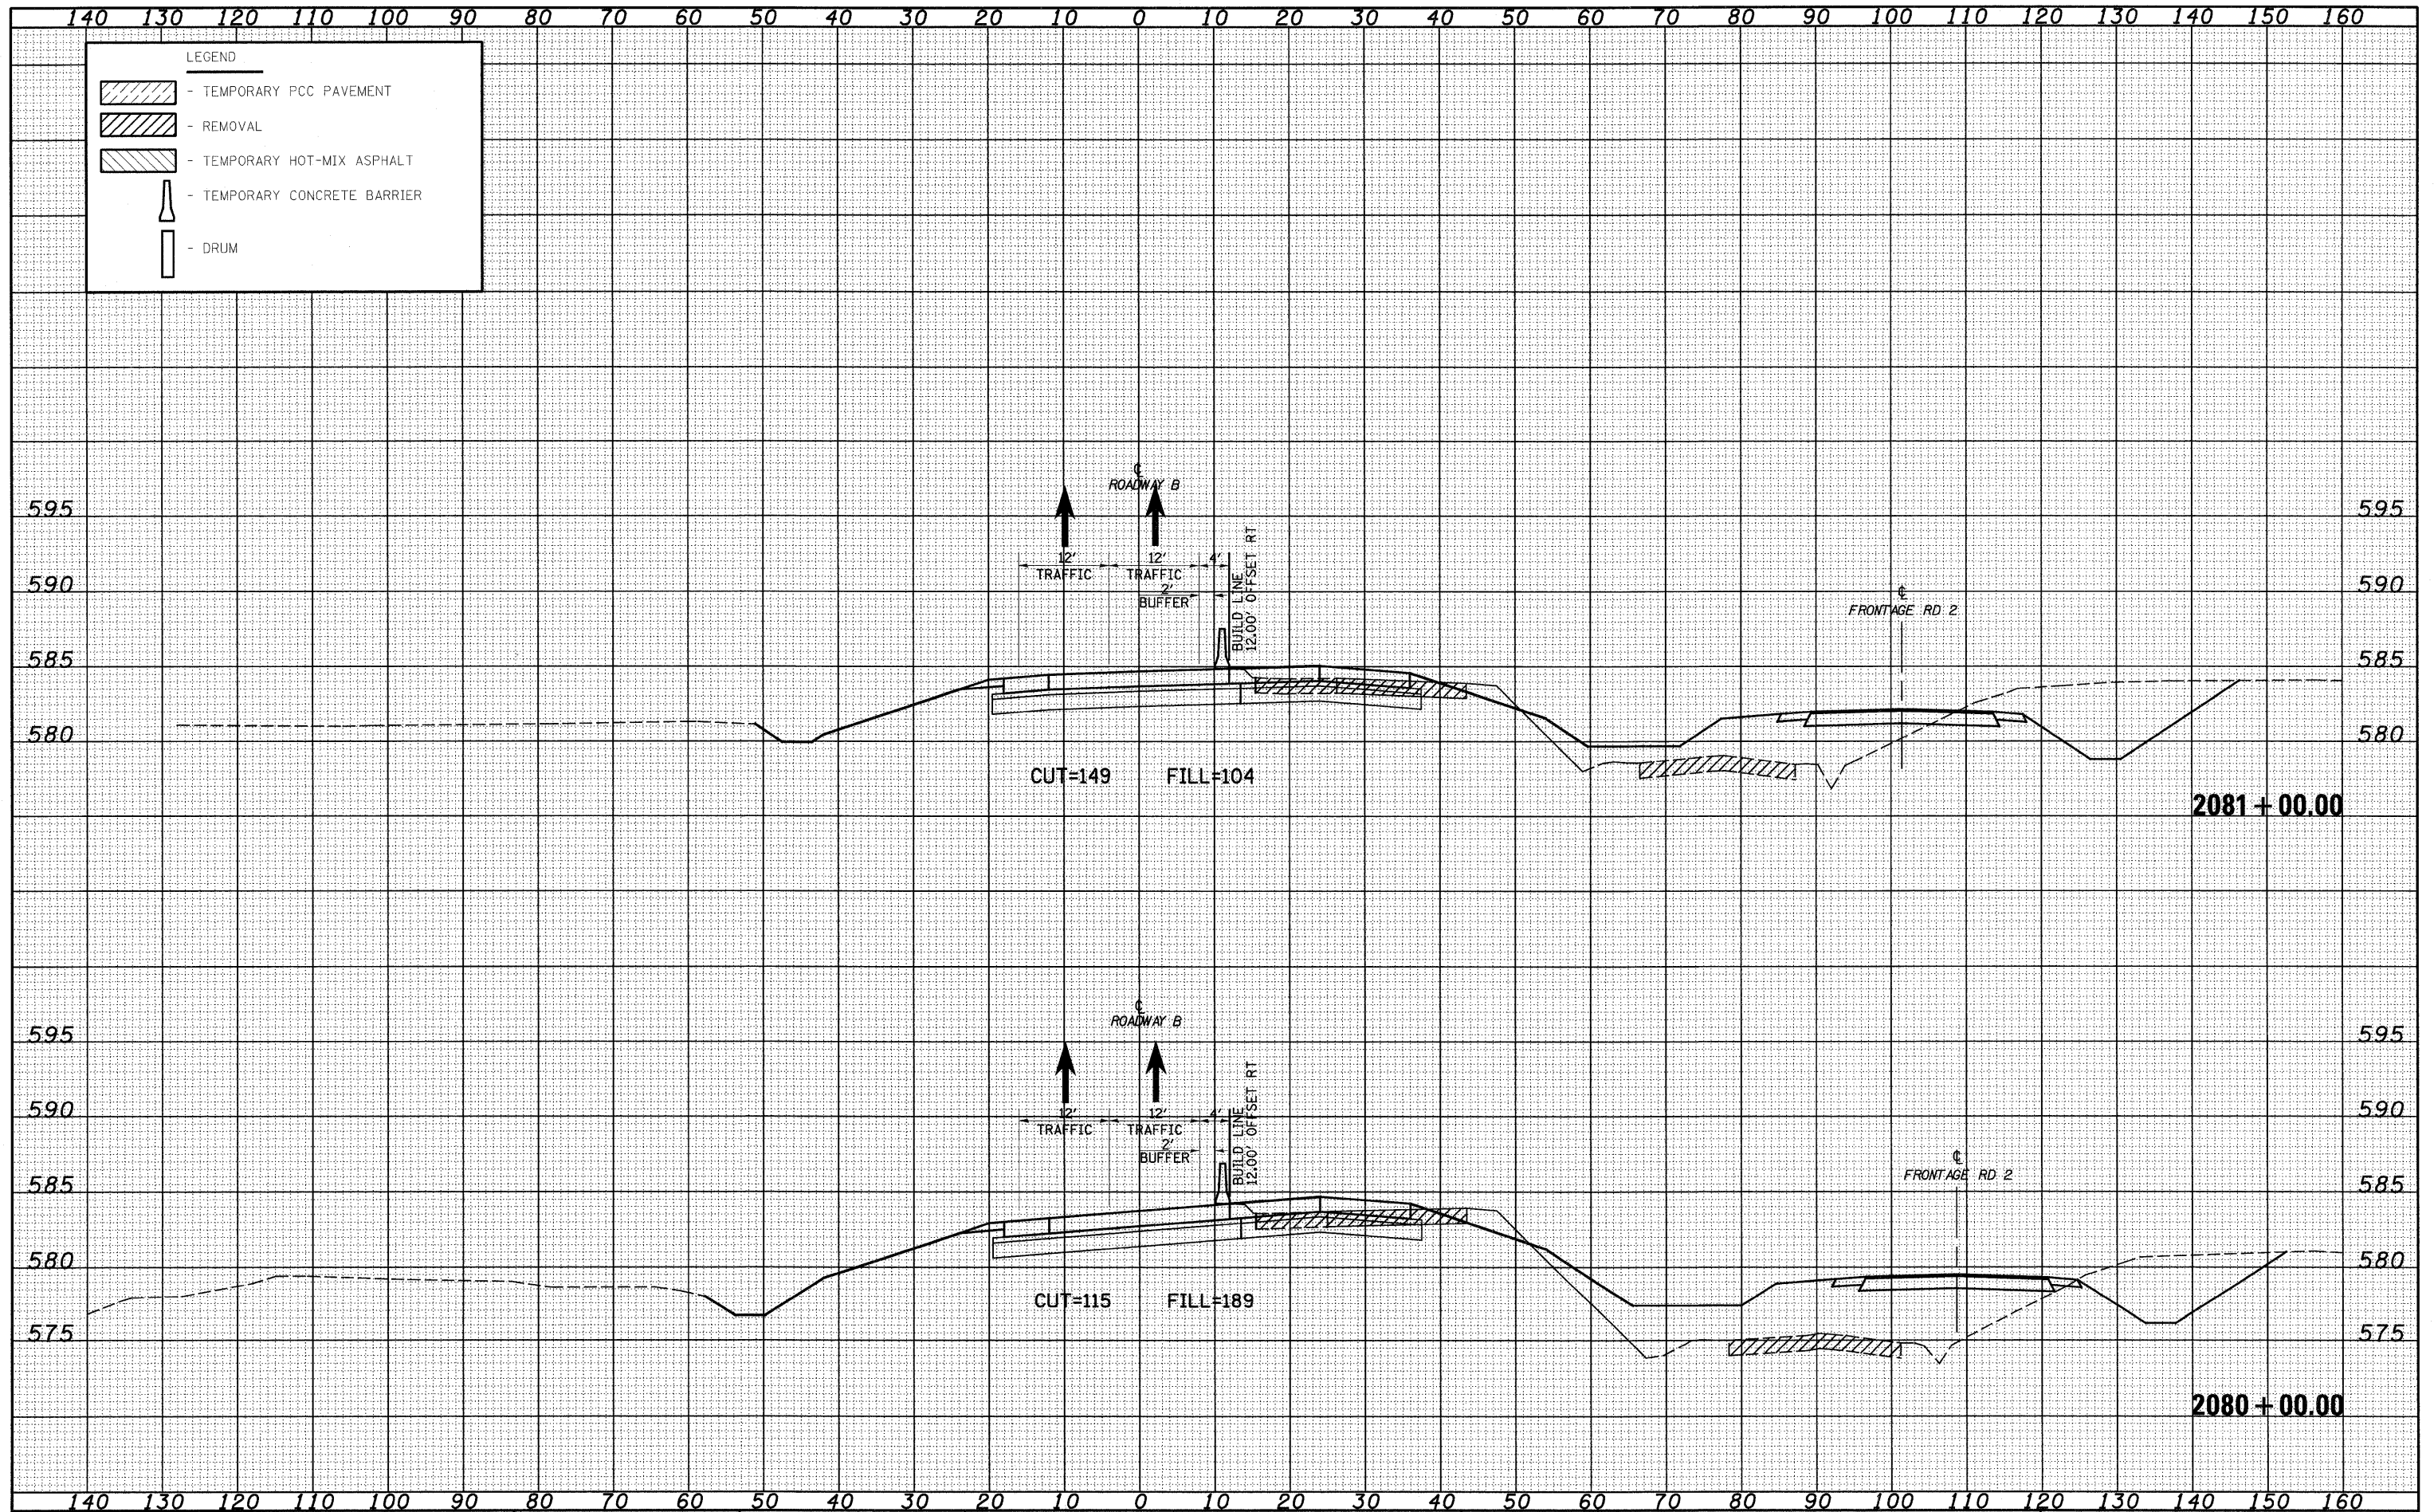 140 130 120 110 100 90 80 70 60 50 40 30 20 10 0 10 20 30 40 50 60 70 80 90 100 110 120 130 140 150 160
LEGEND
- TEMPORARY PCC PAVEMENT
- REMOVAL
- TEMPORARY HOT-MIX ASPHALT
- TEMPORARY CONCRETE BARRIER
- DRUM
℄
ROADWAY B
595 595
12' 12' 4'
TRAFFIC TRAFFIC
2'
BUFFER
BUILD LINE
12.00' OFFSET RT
590 590
℄
FRONTAGE RD 2
585 585
580 580
CUT=149 FILL=104
2081+00.00
℄
ROADWAY B
595 595
12' 12' 4'
TRAFFIC TRAFFIC
2'
BUFFER
BUILD LINE
12.00' OFFSET RT
590 590
℄
FRONTAGE RD 2
585 585
580 580
CUT=115 FILL=189
575 575
2080+00.00
140 130 120 110 100 90 80 70 60 50 40 30 20 10 0 10 20 30 40 50 60 70 80 90 100 110 120 130 140 150 160